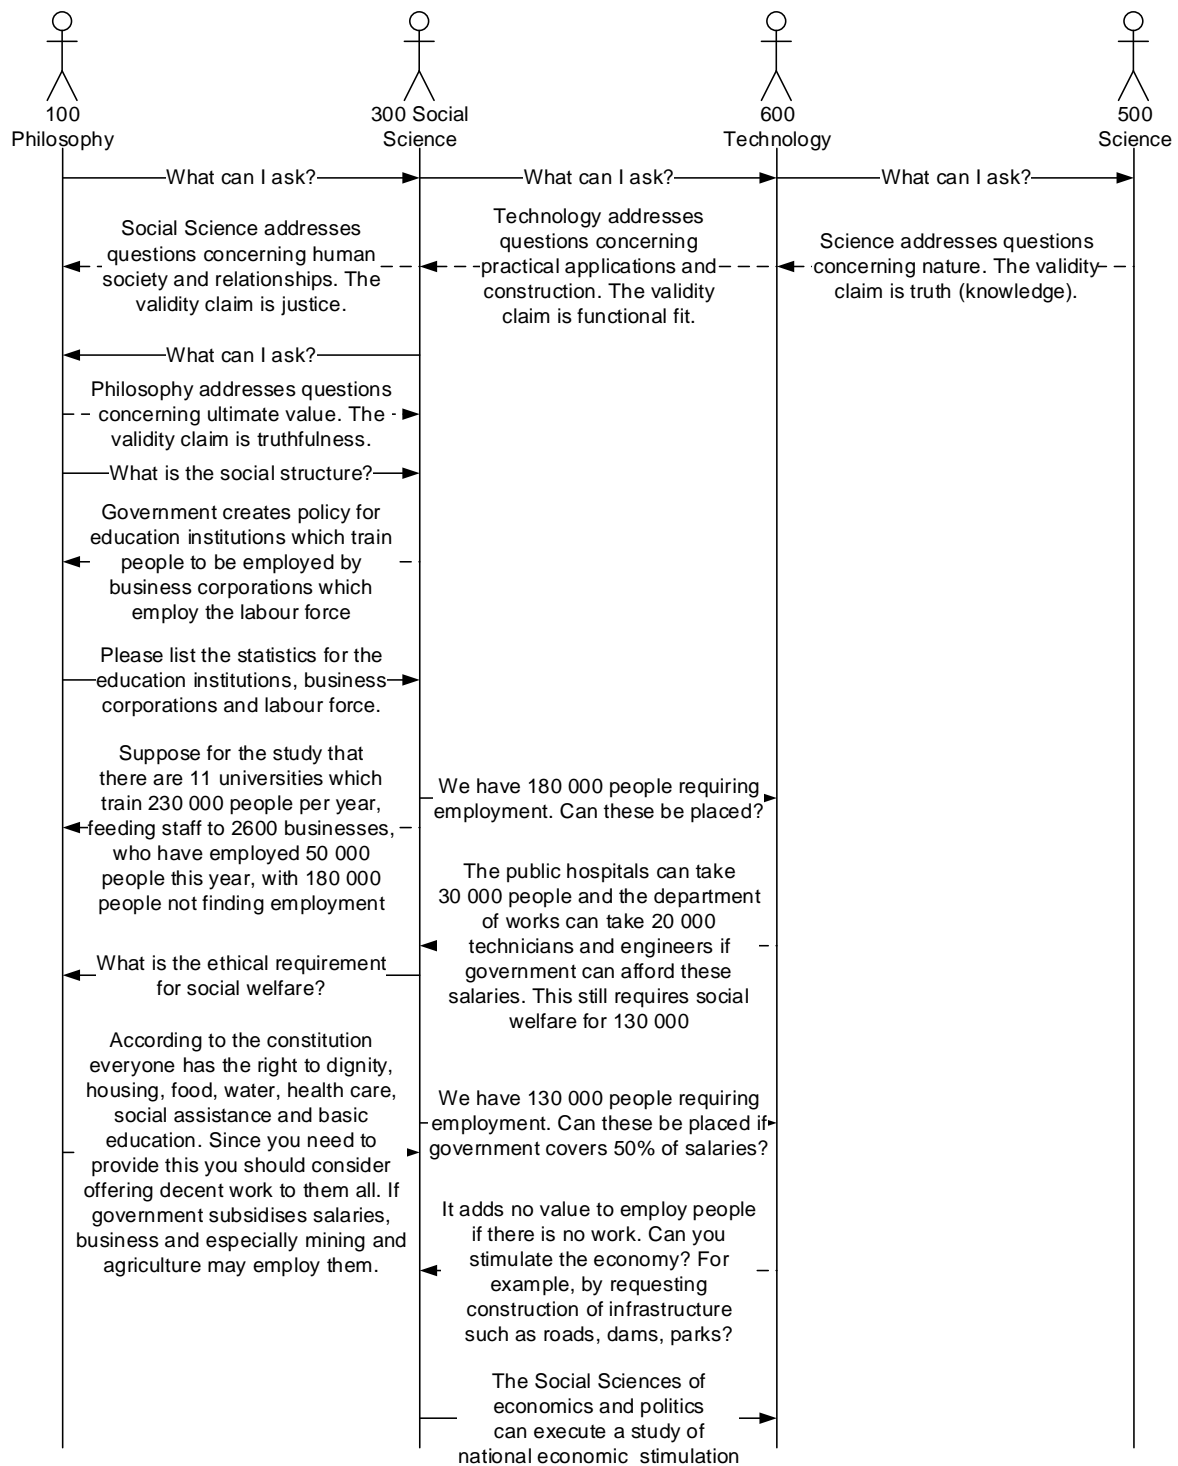 100
Philosophy
300 Social
Science
600
Technology
500
Science
What can I ask?
What can I ask?
What can I ask?
Social Science addresses
questions concerning human
society and relationships. The
validity claim is justice.
Technology addresses
questions concerning
practical applications and
construction. The validity
claim is functional fit.
Science addresses questions
concerning nature. The validity
claim is truth (knowledge).
What can I ask?
Philosophy addresses questions
concerning ultimate value. The
validity claim is truthfulness.
What is the social structure?
Government creates policy for
education institutions which train
people to be employed by
business corporations which
employ the labour force
Please list the statistics for the
education institutions, business
corporations and labour force.
Suppose for the study that
there are 11 universities which
train 230 000 people per year,
feeding staff to 2600 businesses,
who have employed 50 000
people this year, with 180 000
people not finding employment
We have 180 000 people requiring
employment. Can these be placed?
The public hospitals can take
30 000 people and the department
of works can take 20 000
technicians and engineers if
government can afford these
salaries. This still requires social
welfare for 130 000
What is the ethical requirement
for social welfare?
According to the constitution
everyone has the right to dignity,
housing, food, water, health care,
social assistance and basic
education. Since you need to
provide this you should consider
offering decent work to them all. If
government subsidises salaries,
business and especially mining and
agriculture may employ them.
We have 130 000 people requiring
employment. Can these be placed if
government covers 50% of salaries?
It adds no value to employ people
if there is no work. Can you
stimulate the economy? For
example, by requesting
construction of infrastructure
such as roads, dams, parks?
The Social Sciences of
economics and politics
can execute a study of
national economic stimulation